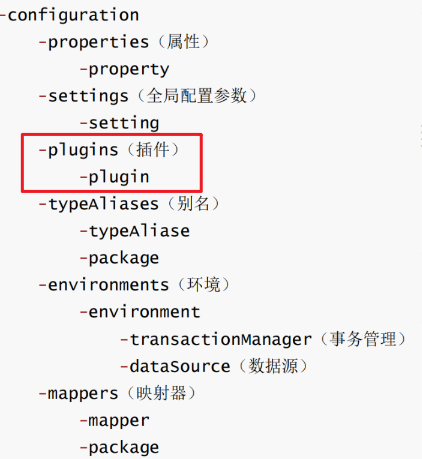 -configuration
-properties（属性）
-property
-settings（全局配置参数）
-setting
-plugins（插件）
-plugin
-typeAliases（别名）
-typeAliase
-package
-environments（环境）
-environment
-transactionManager（事务管理）
-dataSource（数据源）
-mappers（映射器）
-mapper
-package